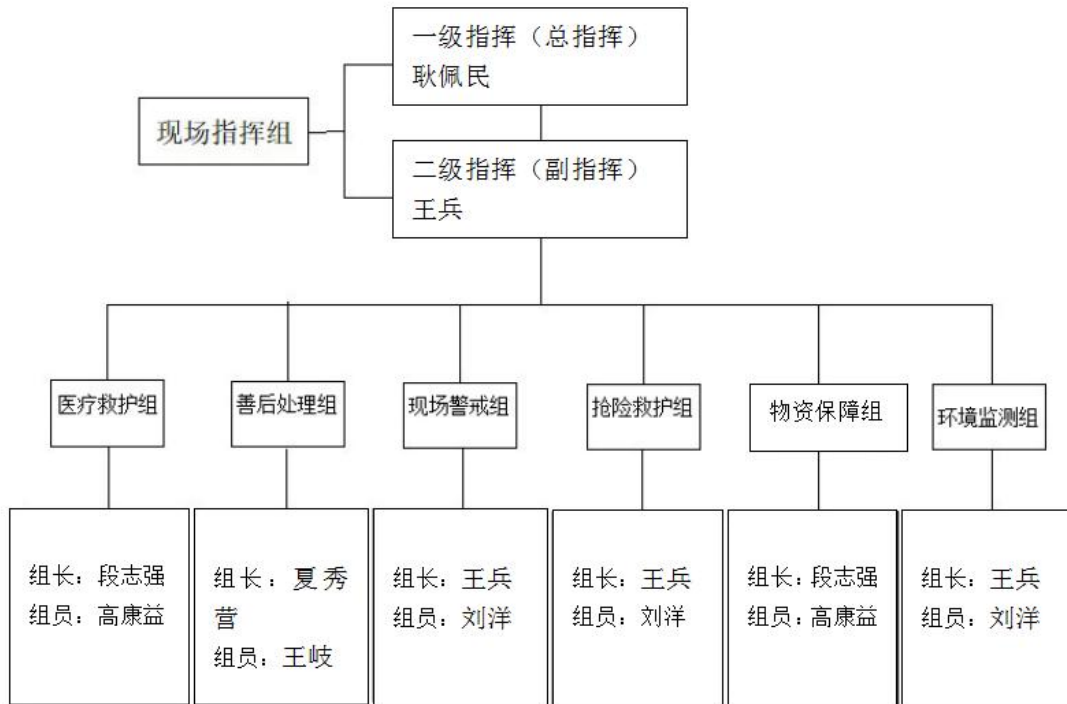 一级指挥（总指挥）
耿佩民
现场指挥组
二级指挥（副指挥）
王兵
医疗救护组
善后处理组
现场警戒组
抢险救护组
物资保障组
环境监测组
组长：段志强
组员：高康益
组长：夏秀
营
组员：王岐
组长：王兵
组员：刘洋
组长：王兵
组员：刘洋
组长：段志强
组员：高康益
组长：王兵
组员：刘洋